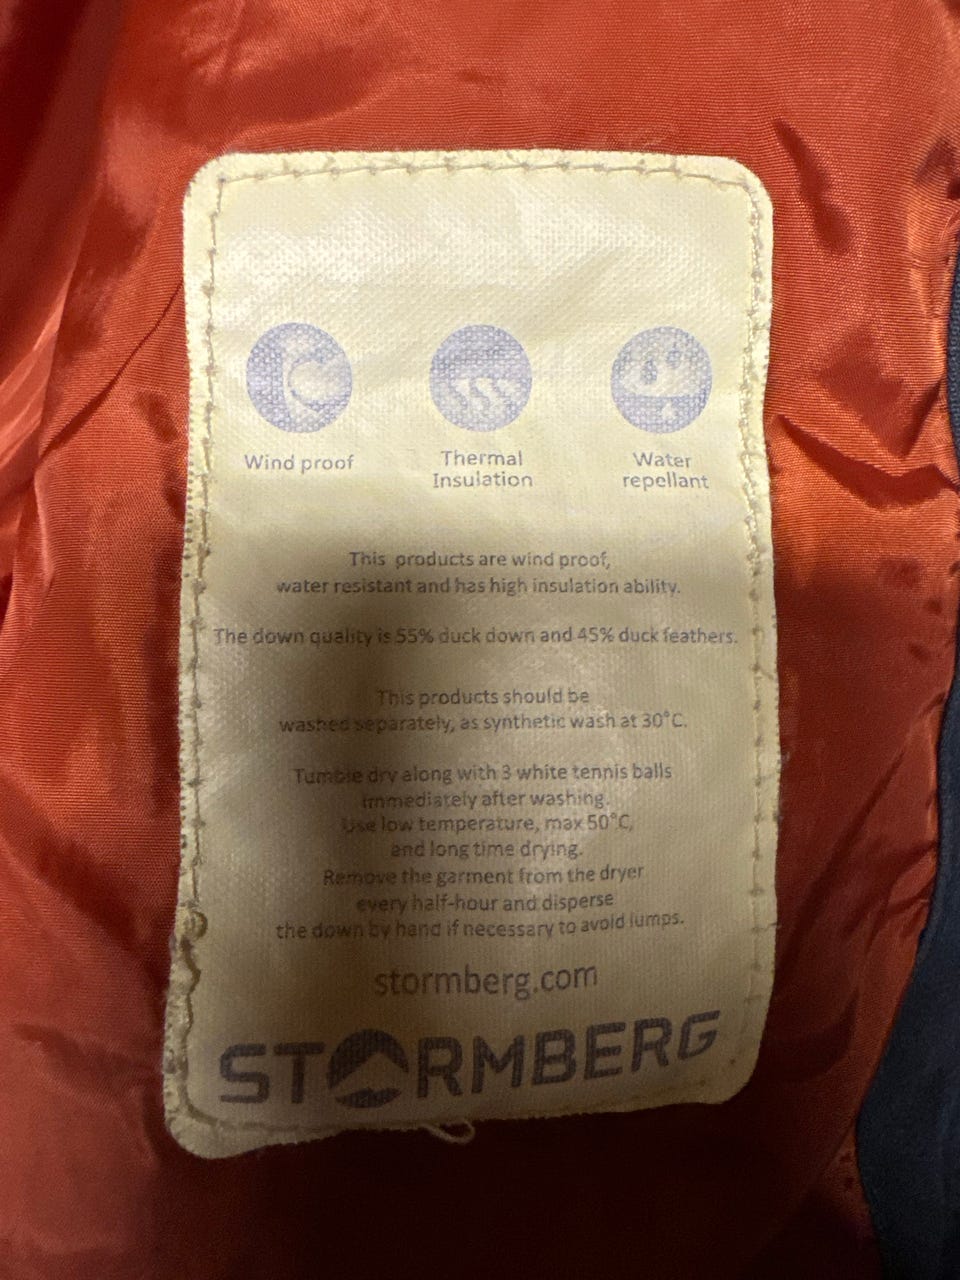 Wind proof
Thermal
Insulation
Water
repellant
This products are wind proof,
water resistant and has high insulation ability.
The down quality is 55% duck down and 45% duck feathers.
This products should be
washed separately, as synthetic wash at 30°C.
Tumble dry along with 3 white tennis balls
immediately after washing.
Use low temperature, max 50°C,
and long time drying.
Remove the garment from the dryer
every half-hour and disperse
the down by hand if necessary to avoid lumps.
stormberg.com
STORMBERG